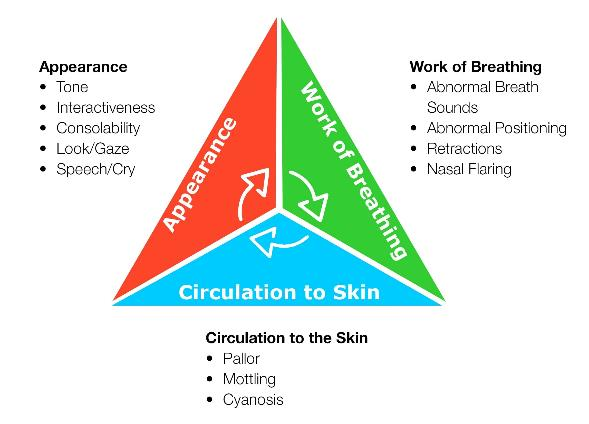 Appearance
• Tone
• Interactiveness
• Consolability
• Look/Gaze
• Speech/Cry
Work of Breathing
• Abnormal Breath
Sounds
• Abnormal Positioning
• Retractions
• Nasal Flaring
Appearance
Work of Breathing
Circulation to Skin
Circulation to the Skin
• Pallor
• Mottling
• Cyanosis